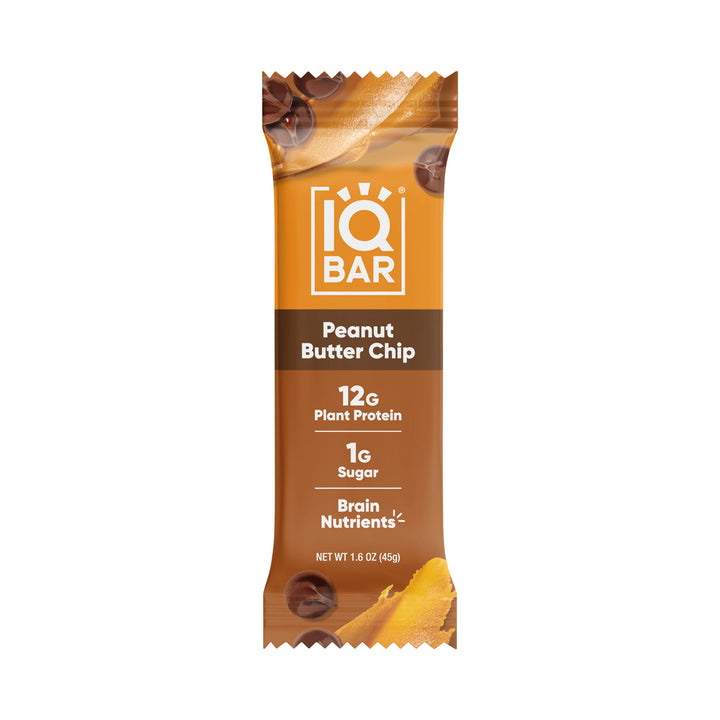 IQ
®
BAR
Peanut
Butter Chip
12G
Plant Protein
1G
Sugar
Brain
Nutrients
NET WT 1.6 OZ (45g)